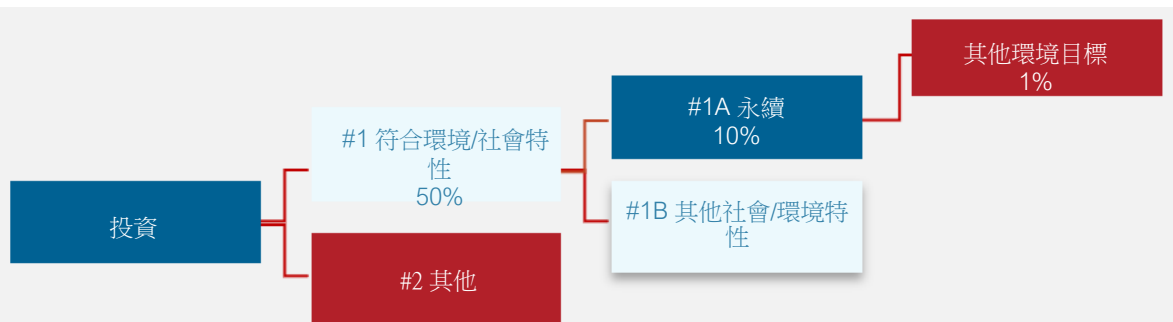 其他環境目標
1%
#1A 永續
10%
#1 符合環境/社會特
性
50%
#1B 其他社會/環境特
性
投資
#2 其他